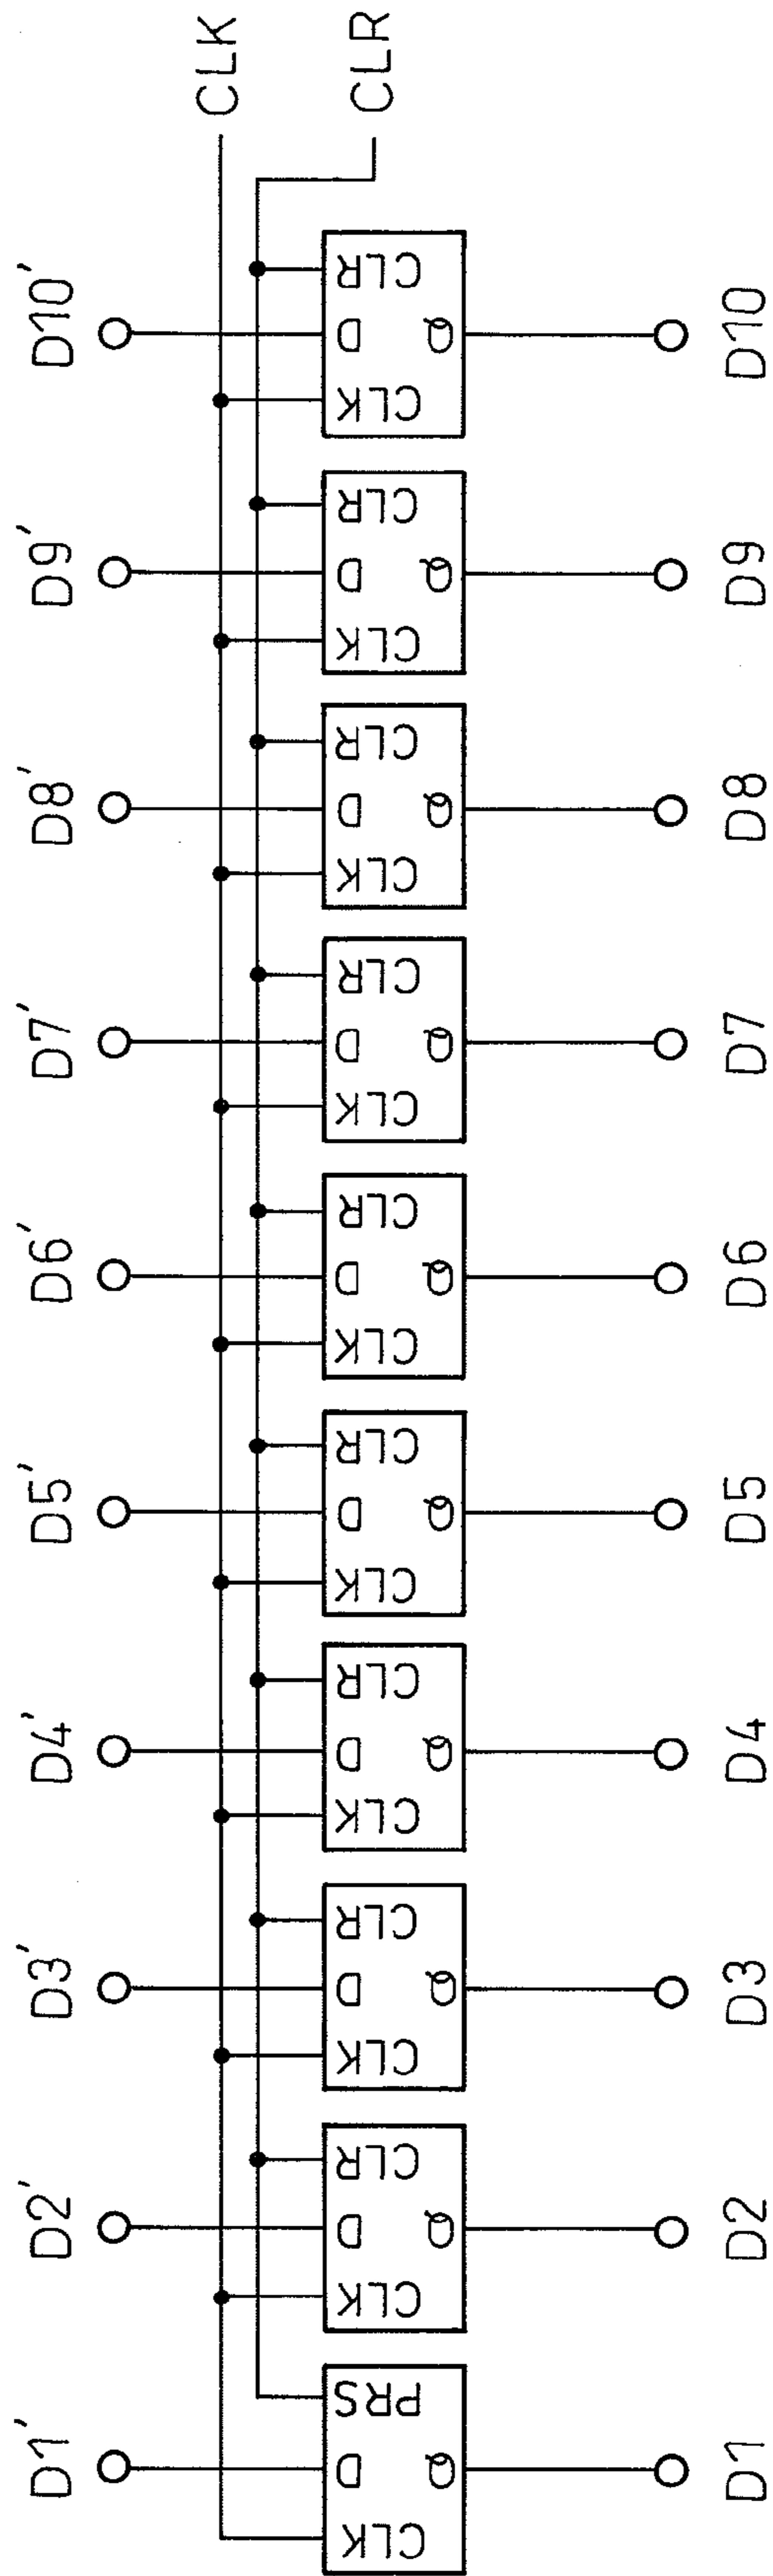 CLK
CLR
D10′
CLR
D
Q
CLK
D10
D9′
CLR
D
Q
CLK
D9
D8′
CLR
D
Q
CLK
D8
D7′
CLR
D
Q
CLK
D7
D6′
CLR
D
Q
CLK
D6
D5′
CLR
D
Q
CLK
D5
D4′
CLR
D
Q
CLK
D4
D3′
CLR
D
Q
CLK
D3
D2′
CLR
D
Q
CLK
D2
D1′
PRS
D
Q
CLK
D1